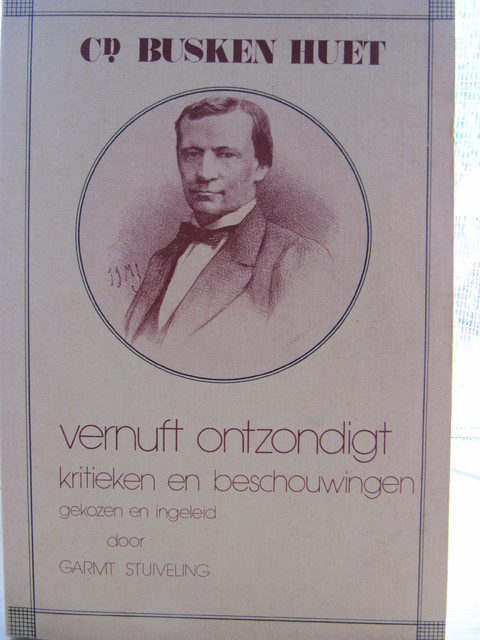 Cᴰ. BUSKEN HUET
vernuft ontzondigt
kritieken en beschouwingen
gekozen en ingeleid
door
GARMT STUIVELING